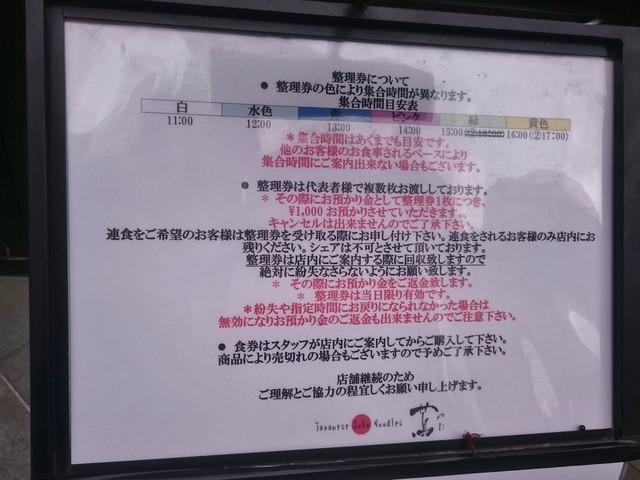 整理券について
● 整理券の色により集合時間が異なります。
集合時間目安表
白 水色 ピンク 緑 黄色
11:00 12:00 13:00 14:00 15:00 (②18:00) 16:00 (②17:00)
＊集合時間はあくまでも目安です。
他のお客様のお食事されるペースにより
集合時間にご案内出来ない場合もございます。
● 整理券は代表者様で複数枚お渡ししております。
＊ その際にお預かり金として整理券1枚につき、
¥1,000 お預かりさせていただきます。
キャンセルは出来ませんのでご了承下さい。
連食をご希望のお客様は整理券を受け取る際にお申し付け下さい。連食をされるお客様のみ店内にお
残りください。シェアは不可とさせて頂いております。
整理券は店内にご案内する際に回収致しますので
絶対に紛失なさらないようにお願い致します。
＊ その際にお預かり金をご返金致します。
＊ 整理券は当日限り有効です。
＊紛失や指定時間にお戻りになられなかった場合は
無効になりお預かり金のご返金も出来ませんのでご注意下さい。
● 食券はスタッフが店内にご案内してからご購入して下さい。
商品により売切れの場合もございますので予めご了承下さい。
店舗継続のため
ご理解とご協力の程宜しくお願い申し上げます。
Japanese Soba Noodles 蔦 つた